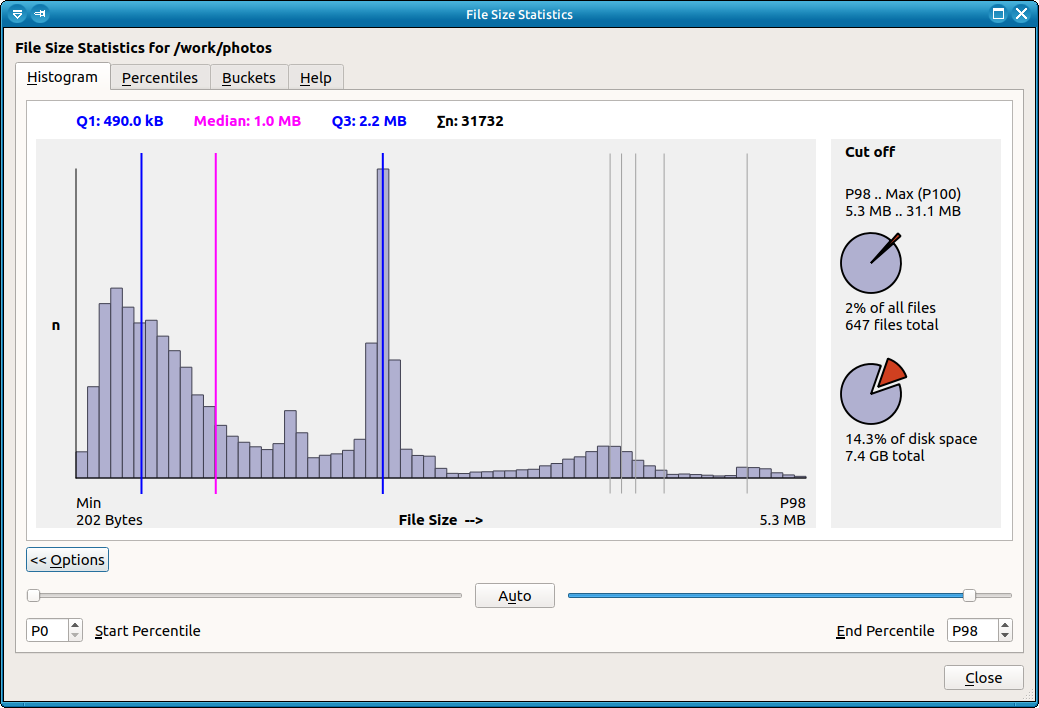 File Size Statistics
File Size Statistics for /work/photos
Histogram Percentiles Buckets Help
Q1: 490.0 kB Median: 1.0 MB Q3: 2.2 MB Σn: 31732
n
Min
202 Bytes
File Size -->
P98
5.3 MB
Cut off
P98 .. Max (P100)
5.3 MB .. 31.1 MB
2% of all files
647 files total
14.3% of disk space
7.4 GB total
<< Options
Auto
P0 Start Percentile
End Percentile P98
Close